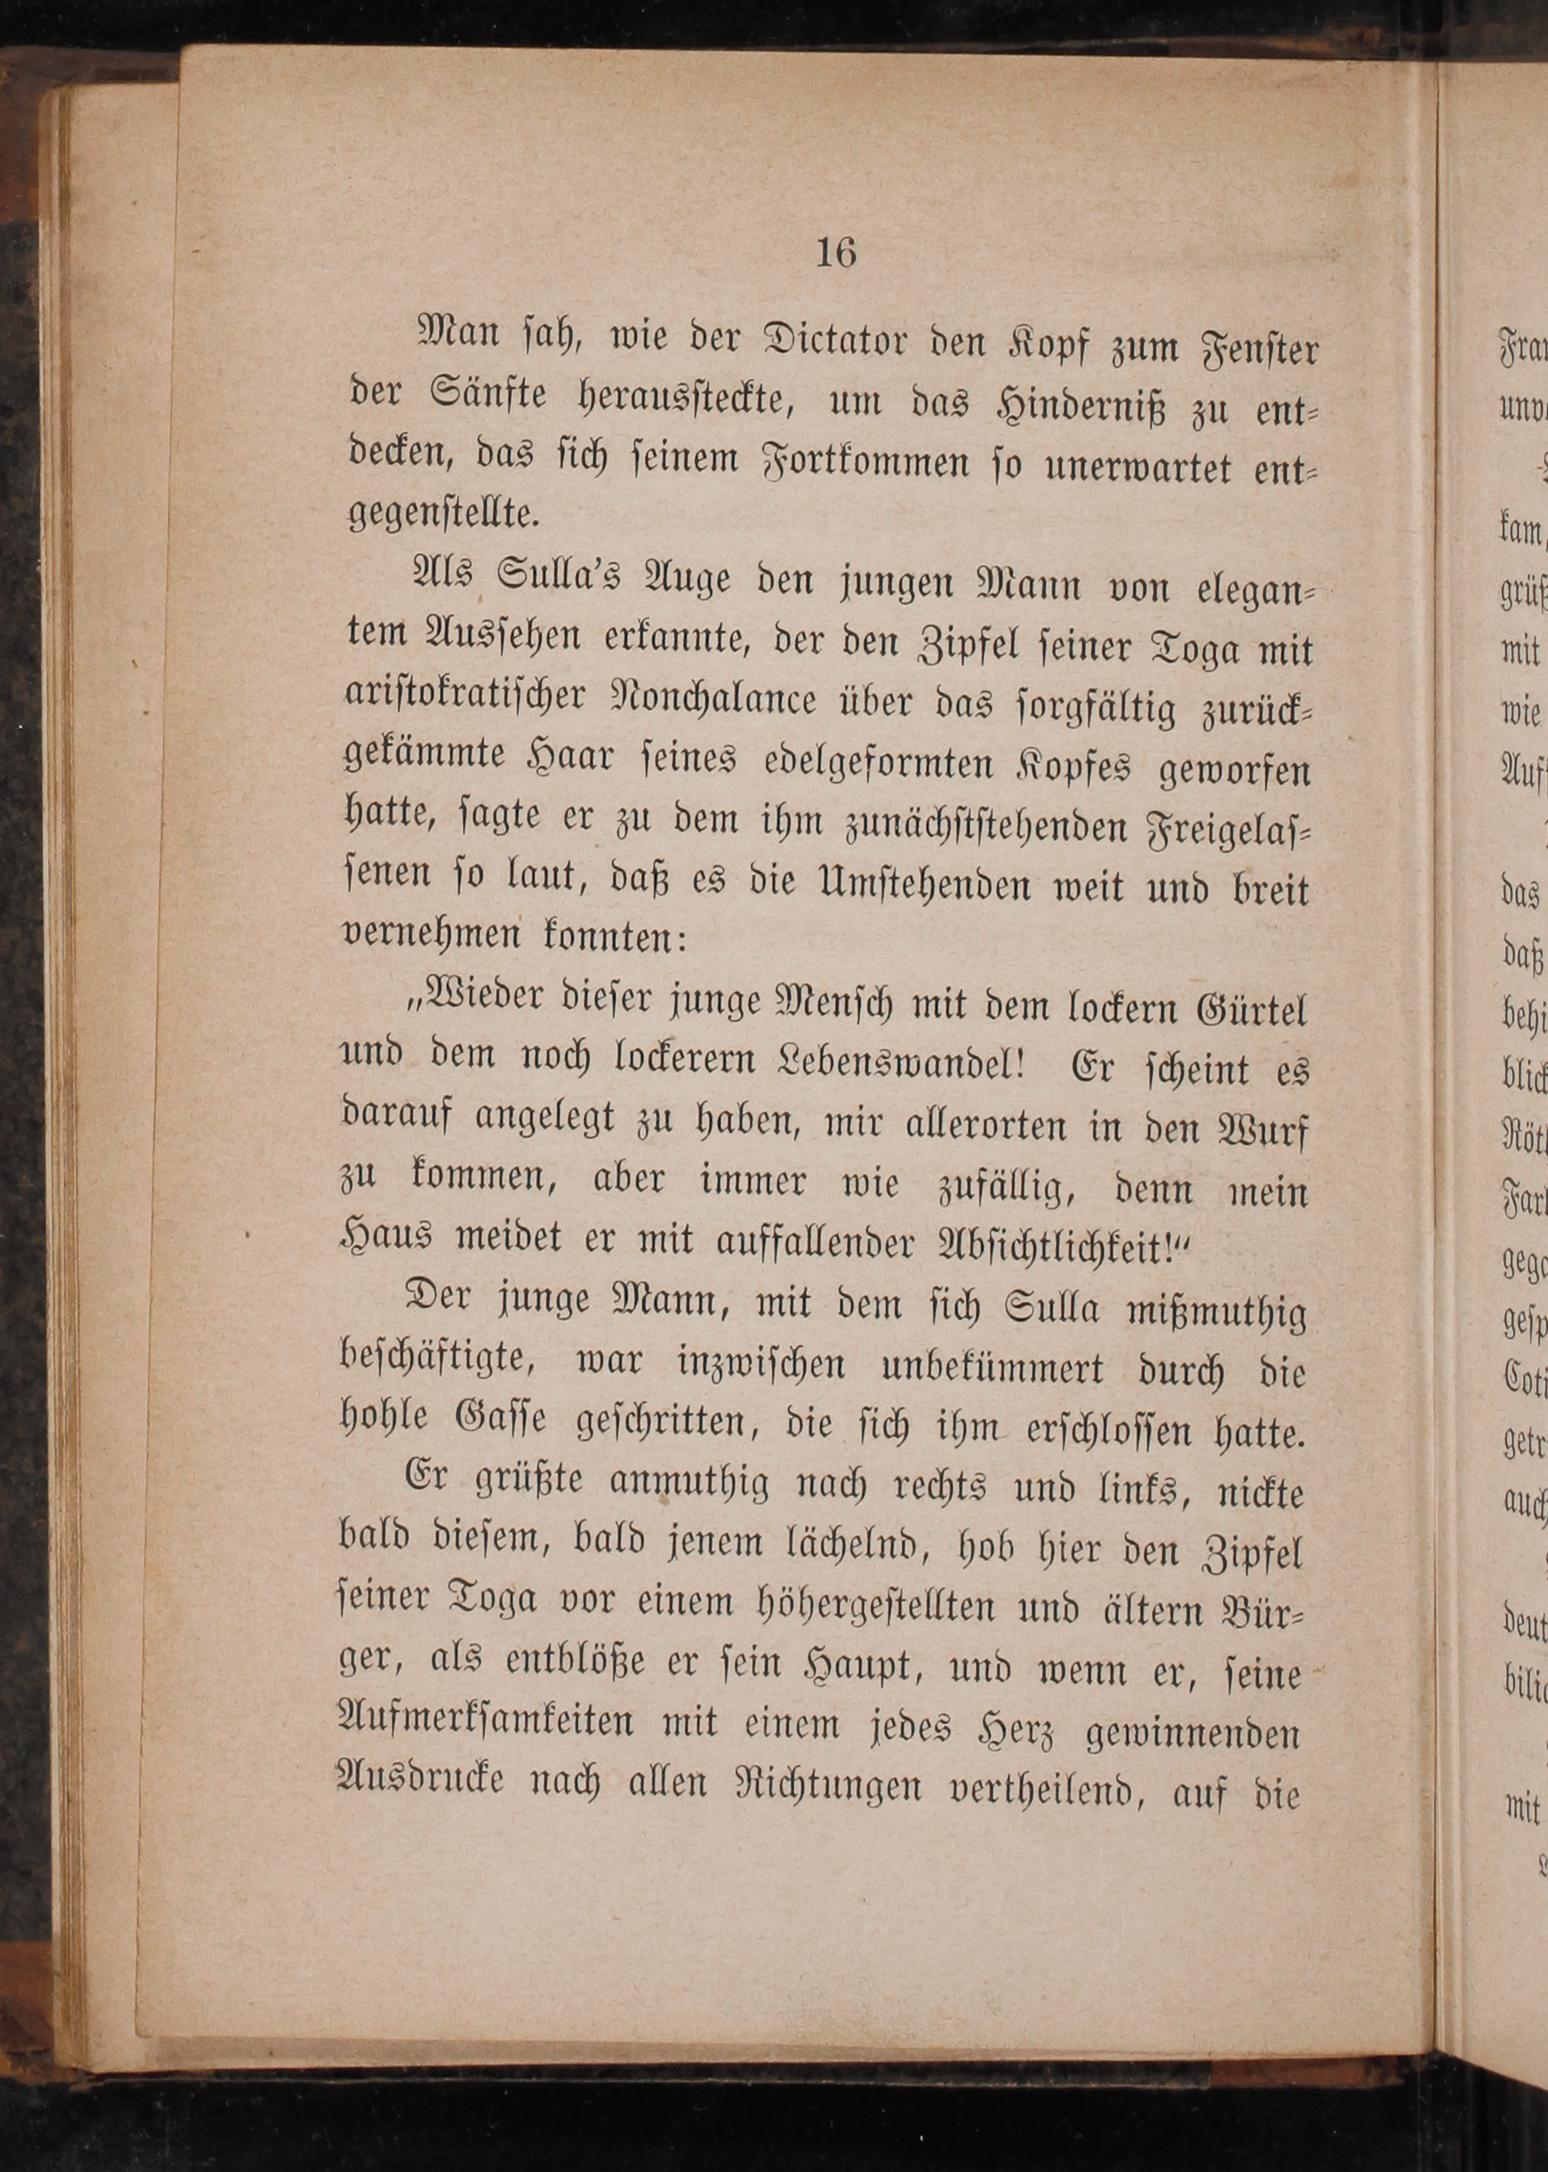 16
Man ſah, wie der Dictator den Kopf zum Fenſter
der Sänfte herausſteckte, um das Hinderniß zu ent⸗
decken, das ſich ſeinem Fortkommen ſo unerwartet ent⸗
gegenſtellte.
Als Sulla's Auge den jungen Mann von elegan⸗
tem Ausſehen erkannte, der den Zipfel ſeiner Toga mit
ariſtokratiſcher Nonchalance über das ſorgfältig zurück⸗
gekämmte Haar ſeines edelgeformten Kopfes geworfen
hatte, ſagte er zu dem ihm zunächſtſtehenden Freigelaſ⸗
ſenen ſo laut, daß es die Umſtehenden weit und breit
vernehmen konnten:
„Wieder dieſer junge Menſch mit dem lockern Gürtel
und dem noch lockerern Lebenswandel! Er ſcheint es
darauf angelegt zu haben, mir allerorten in den Wurf
zu kommen, aber immer wie zufällig, denn mein
Haus meidet er mit auffallender Abſichtlichkeit!“
Der junge Mann, mit dem ſich Sulla mißmuthig
beſchäftigte, war inzwiſchen unbekümmert durch die
hohle Gaſſe geſchritten, die ſich ihm erſchloſſen hatte.
Er grüßte anmuthig nach rechts und links, nickte
bald dieſem, bald jenem lächelnd, hob hier den Zipfel
ſeiner Toga vor einem höhergeſtellten und ältern Bür⸗
ger, als entblöße er ſein Haupt, und wenn er, ſeine
Aufmerkſamkeiten mit einem jedes Herz gewinnenden
Ausdrucke nach allen Richtungen vertheilend, auf die
kam,
mit
wie
das
daß
mit